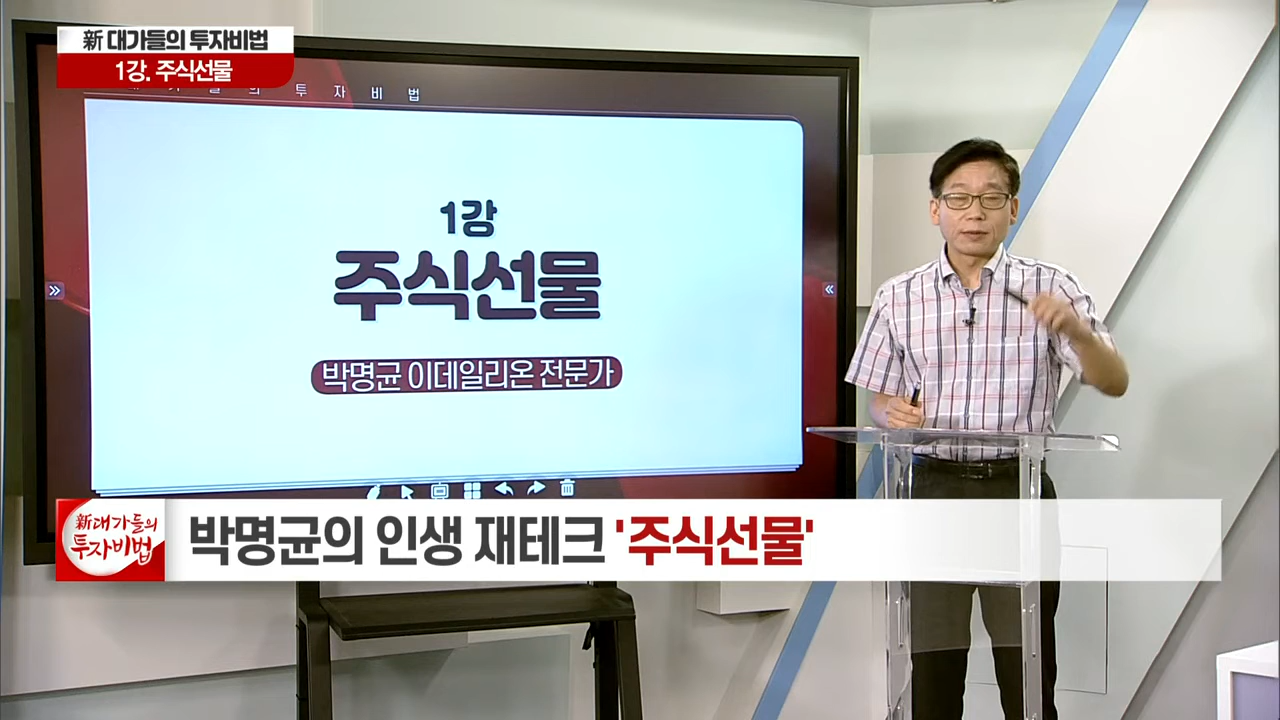 新 대가들의 투자비법
1강. 주식선물
의 투 자 비 법
1강
주식선물
박명균 이데일리온 전문가
新대가들의
투자비법
박명균의 인생 재테크 '주식선물'